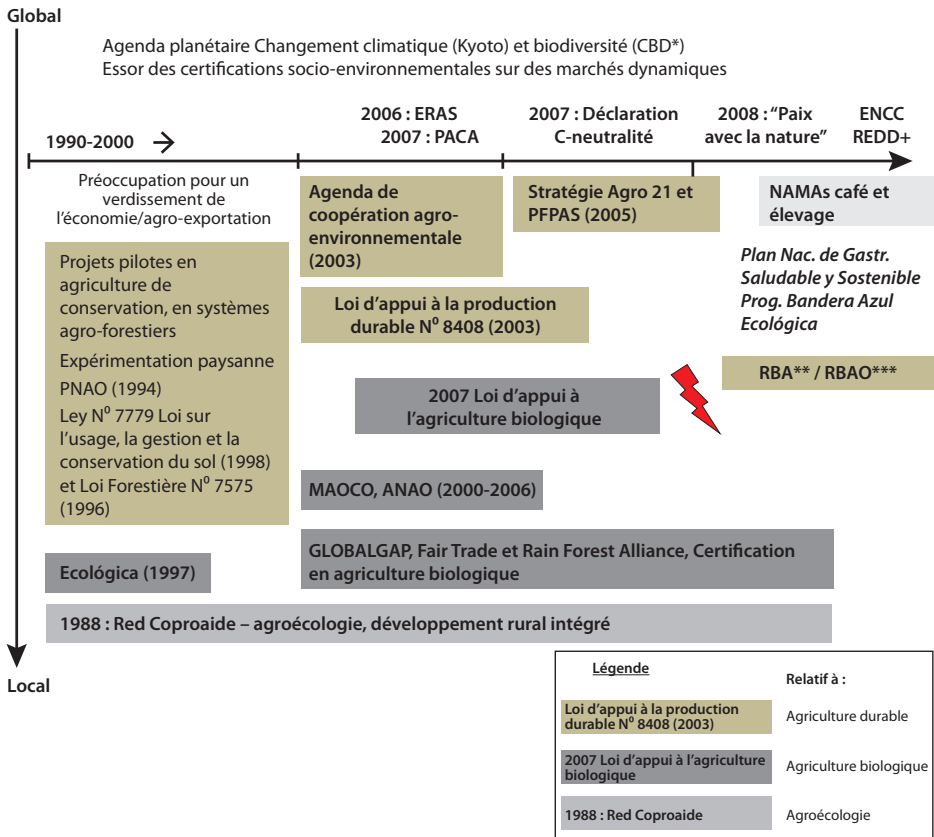 Global
Agenda planétaire Changement climatique (Kyoto) et biodiversité (CBD*)
Essor des certifications socio-environnementales sur des marchés dynamiques
1990-2000
2006 : ERAS
2007 : PACA
2007 : Déclaration
C-neutralité
2008 : “Paix
avec la nature”
ENCC
REDD+
Préoccupation pour un
verdissement de
l’économie/agro-exportation
Projets pilotes en
agriculture de
conservation, en systèmes
agro-forestiers
Expérimentation paysanne
PNAO (1994)
Ley N⁰ 7779 Loi sur
l’usage, la gestion et la
conservation du sol (1998)
et Loi Forestière N⁰ 7575
(1996)
Agenda de
coopération agro-
environnementale
(2003)
Stratégie Agro 21 et
PFPAS (2005)
NAMAs café et
élevage
Plan Nac. de Gastr.
Saludable y Sostenible
Prog. Bandera Azul
Ecológica
Loi d’appui à la production
durable N⁰ 8408 (2003)
RBA** / RBAO***
2007 Loi d’appui à
l’agriculture biologique
MAOCO, ANAO (2000-2006)
GLOBALGAP, Fair Trade et Rain Forest Alliance, Certification
en agriculture biologique
Ecológica (1997)
1988 : Red Coproaide – agroécologie, développement rural intégré
Local
Légende
Relatif à :
Loi d’appui à la production
durable N⁰ 8408 (2003)
Agriculture durable
2007 Loi d’appui à l’agriculture
biologique
Agriculture biologique
1988 : Red Coproaide
Agroécologie